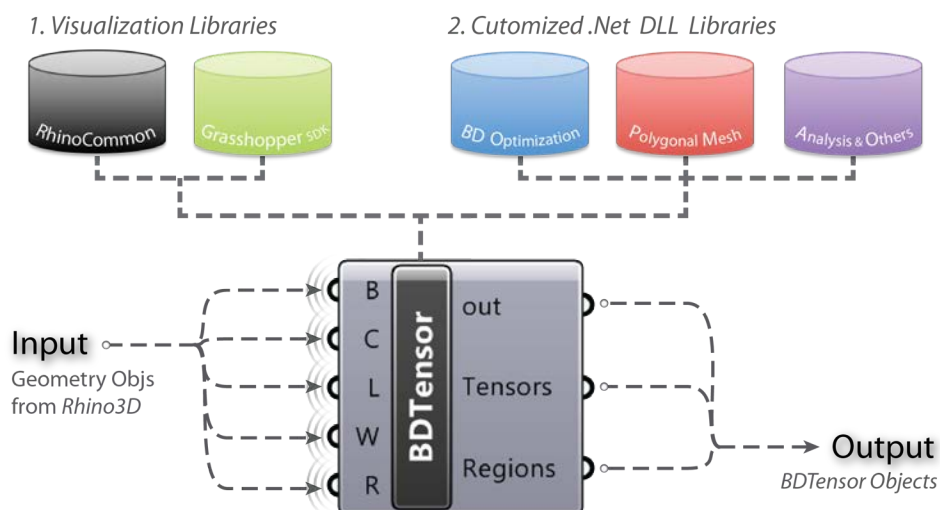 1. Visualization Libraries
2. Cutomized .Net DLL Libraries
RhinoCommon
Grasshopper SDK
BD Optimization
Polygonal Mesh
Analysis & Others
Input
Geometry Objs
from Rhino3D
B
C
L
W
R
BDTensor
out
Tensors
Regions
Output
BDTensor Objects